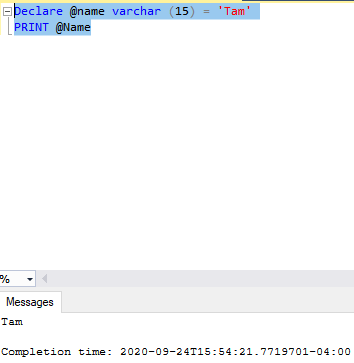 Declare @name varchar (15) = 'Tam'
PRINT @Name
%
Messages
Tam
Completion time: 2020-09-24T15:54:21.7719701-04:00